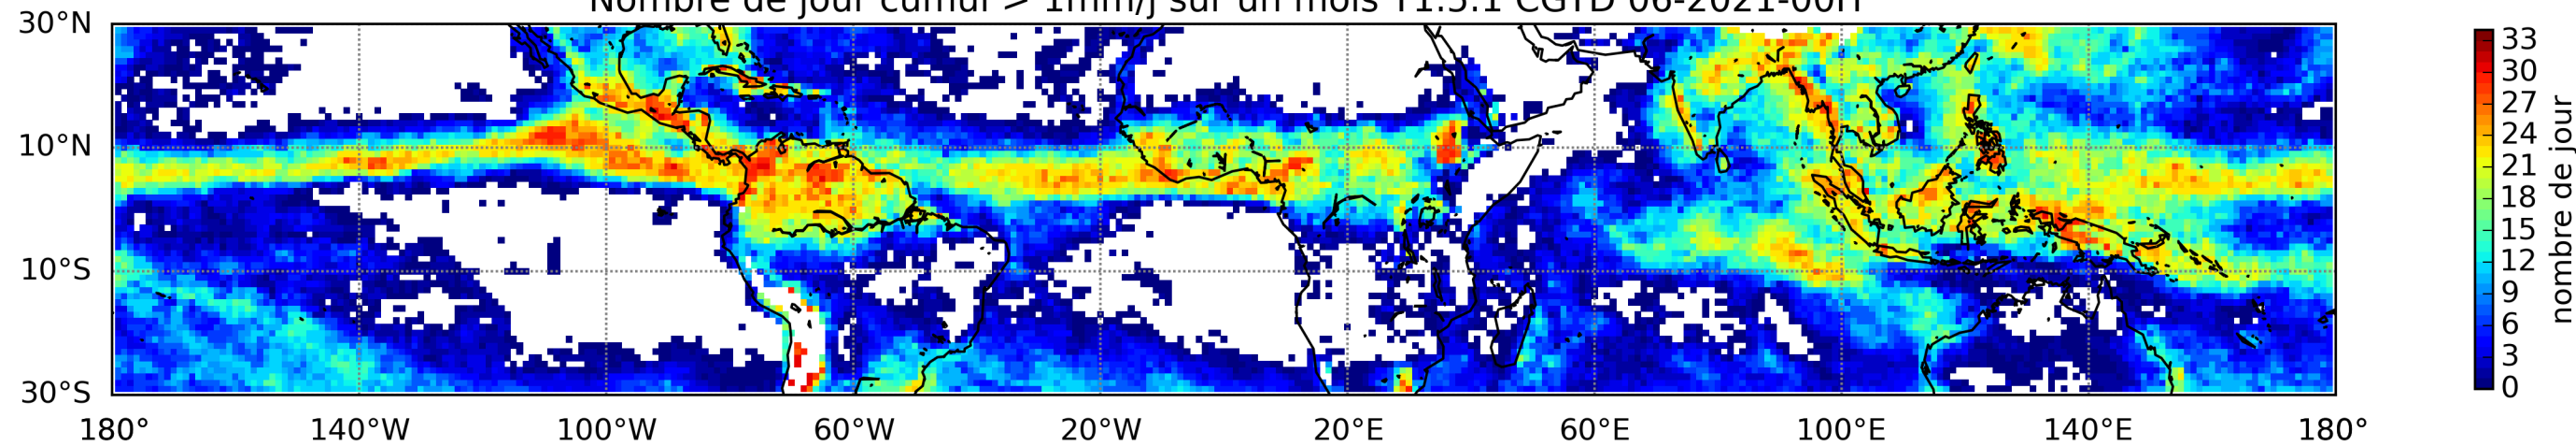 Nombre de jour cumul > 1mm/j sur un mois T1.5.1 CGTD 06-2021-00H
30°N
10°N
10°S
30°S
180° 140°W 100°W 60°W 20°W 20°E 60°E 100°E 140°E 180°
33
30
27
24
21
18
15
12
9
6
3
0
nombre de jour